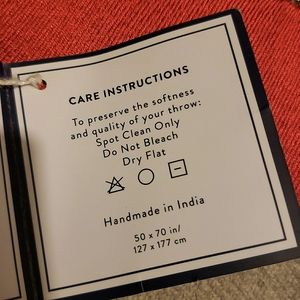 CARE INSTRUCTIONS
To preserve the softness
and quality of your throw:
Spot Clean Only
Do Not Bleach
Dry Flat
Handmade in India
50 x 70 in/
127 x 177 cm